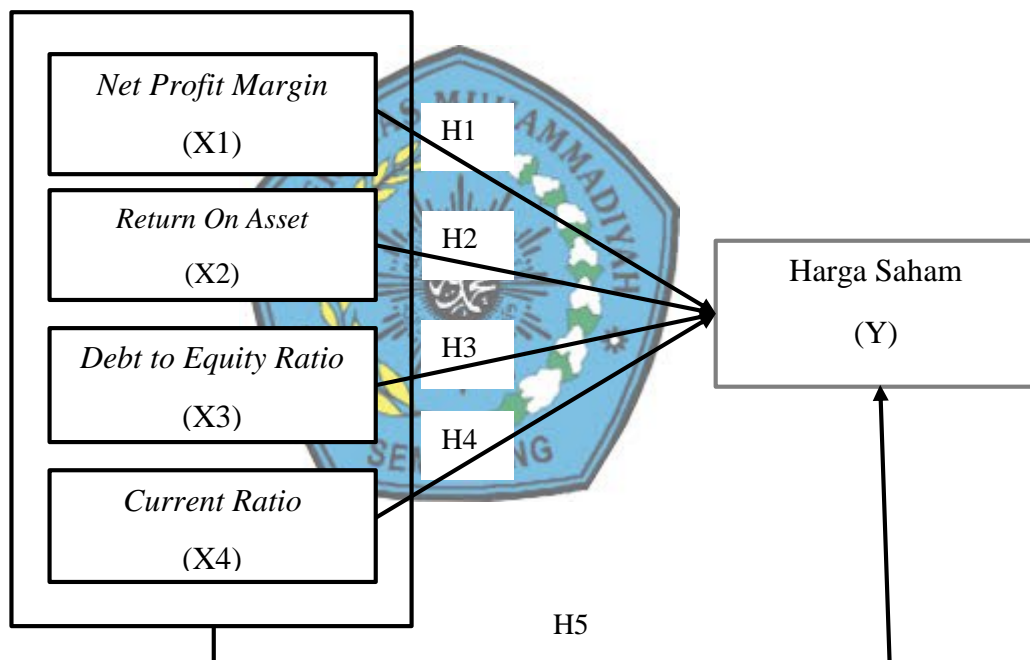 Net Profit Margin
(X1)
Return On Asset
(X2)
Debt to Equity Ratio
(X3)
Current Ratio
(X4)
H1
H2
H3
H4
H5
Harga Saham
(Y)
MUHAMMADIYAH